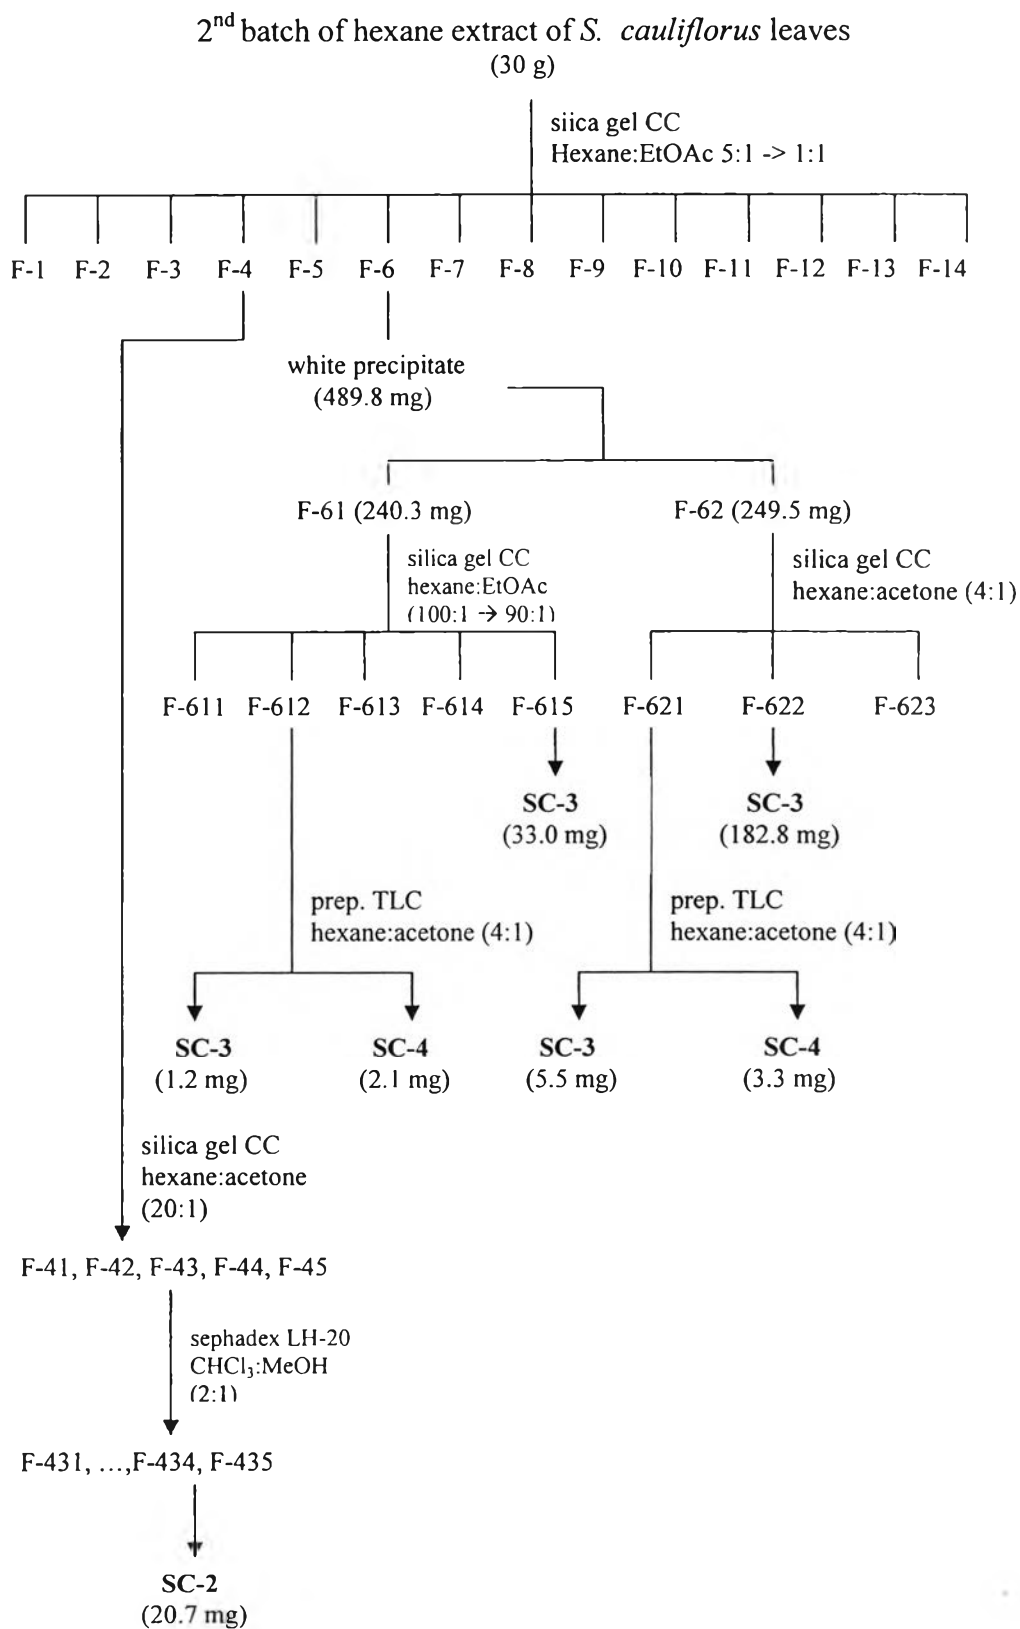 2nd batch of hexane extract of S. cauliflorus leaves
(30 g)
siica gel CC
Hexane:EtOAc 5:1 -> 1:1
F-1 F-2 F-3 F-4 F-5 F-6 F-7 F-8 F-9 F-10 F-11 F-12 F-13 F-14
white precipitate
(489.8 mg)
F-61 (240.3 mg) F-62 (249.5 mg)
silica gel CC
hexane:EtOAc
(100:1 → 90:1)
silica gel CC
hexane:acetone (4:1)
F-611 F-612 F-613 F-614 F-615 F-621 F-622 F-623
SC-3
(33.0 mg)
SC-3
(182.8 mg)
prep. TLC
hexane:acetone (4:1)
prep. TLC
hexane:acetone (4:1)
SC-3
(1.2 mg)
SC-4
(2.1 mg)
SC-3
(5.5 mg)
SC-4
(3.3 mg)
silica gel CC
hexane:acetone
(20:1)
F-41, F-42, F-43, F-44, F-45
sephadex LH-20
CHCl₃:MeOH
(2:1)
F-431, ...,F-434, F-435
SC-2
(20.7 mg)